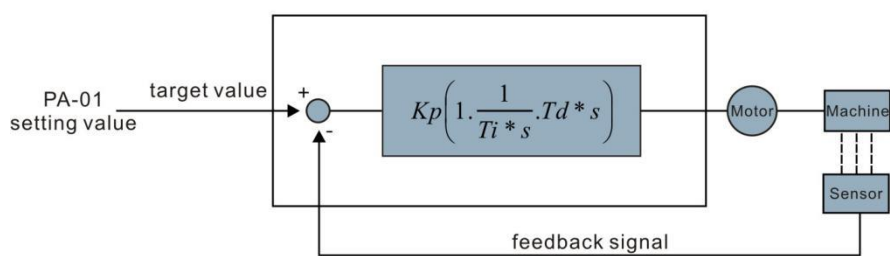 PA-01
setting value
target value
+
-
Kp(1. 1/Ti*s .Td*s)
Motor
Machine
Sensor
feedback signal